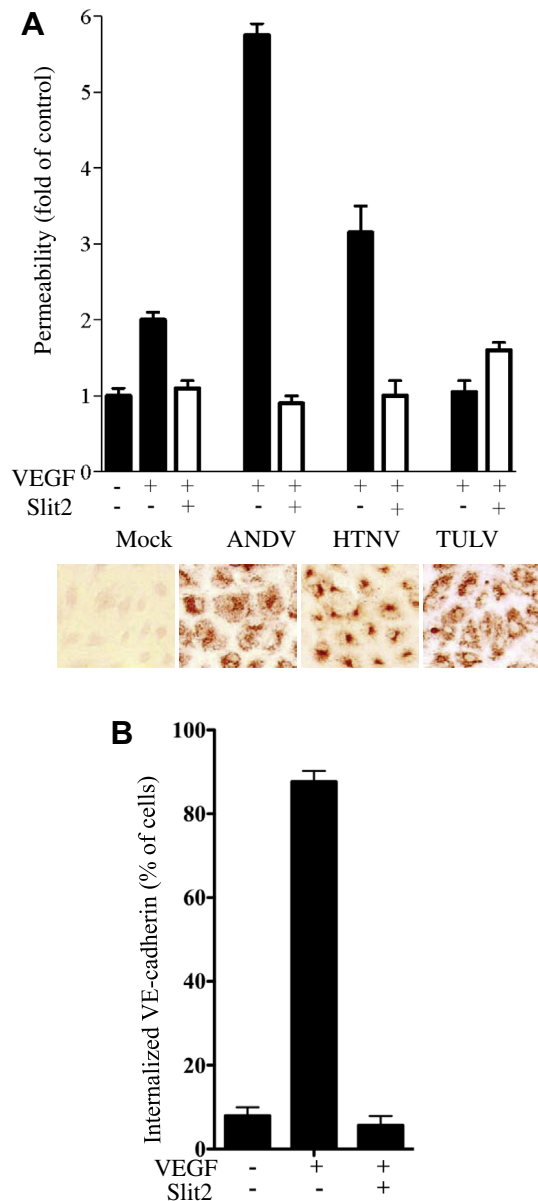 A
Permeability (fold of control)
6
5
4
3
2
1
0
VEGF - + + + + + + + +
Slit2 - - + - + - + - +
Mock ANDV HTNV TULV
B
Internalized VE-cadherin (% of cells)
100
80
60
40
20
0
VEGF - + +
Slit2 - - +